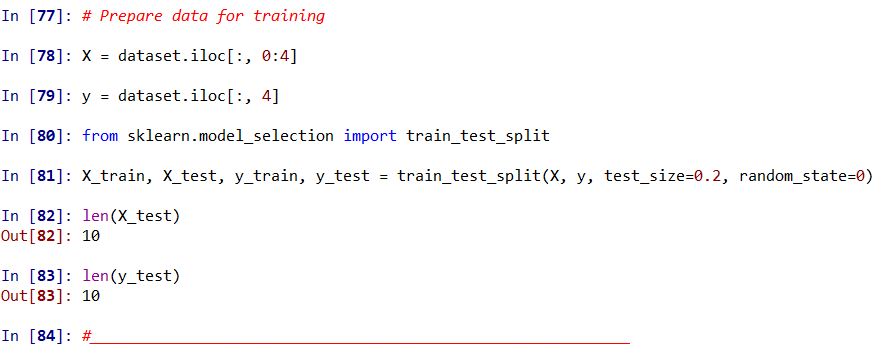 In [77]: # Prepare data for training
In [78]: X = dataset.iloc[:, 0:4]
In [79]: y = dataset.iloc[:, 4]
In [80]: from sklearn.model_selection import train_test_split
In [81]: X_train, X_test, y_train, y_test = train_test_split(X, y, test_size=0.2, random_state=0)
In [82]: len(X_test)
Out[82]: 10
In [83]: len(y_test)
Out[83]: 10
In [84]: #____________________________________________________________